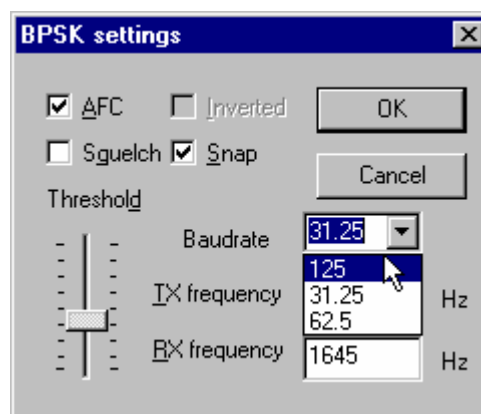 BPSK settings
AFC
Inverted
OK
Sguelch
Snap
Cancel
Threshold
Baudrate
31.25
125
31.25
62.5
TX frequency
Hz
RX frequency
1645
Hz